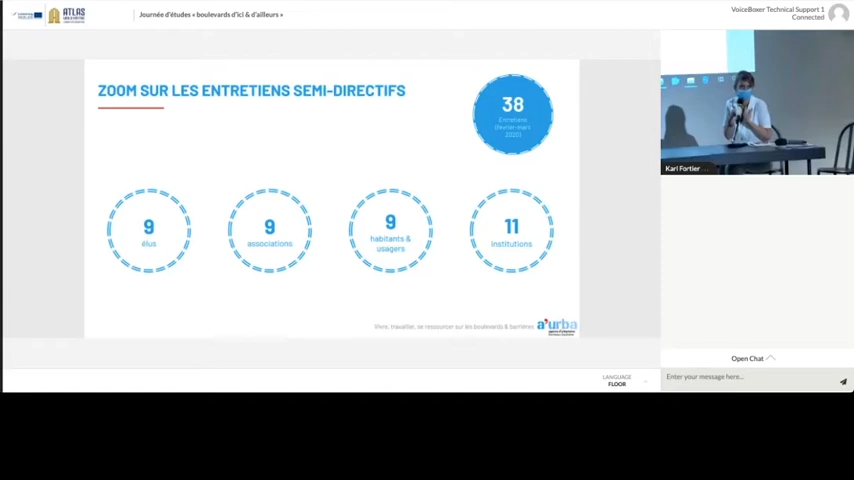 Interreg
ATLAS
Journée d'études « boulevards d'ici & d'ailleurs »
VoiceBoxer Technical Support 1
Connected
ZOOM SUR LES ENTRETIENS SEMI-DIRECTIFS
38
Entretiens
(février-mars
2020)
9
élus
9
associations
9
habitants &
usagers
11
institutions
Vivre, travailler, se ressourcer sur les boulevards & barrières
a'urba
Karl Fortier
Open Chat
LANGUAGE
FLOOR
Enter your message here...